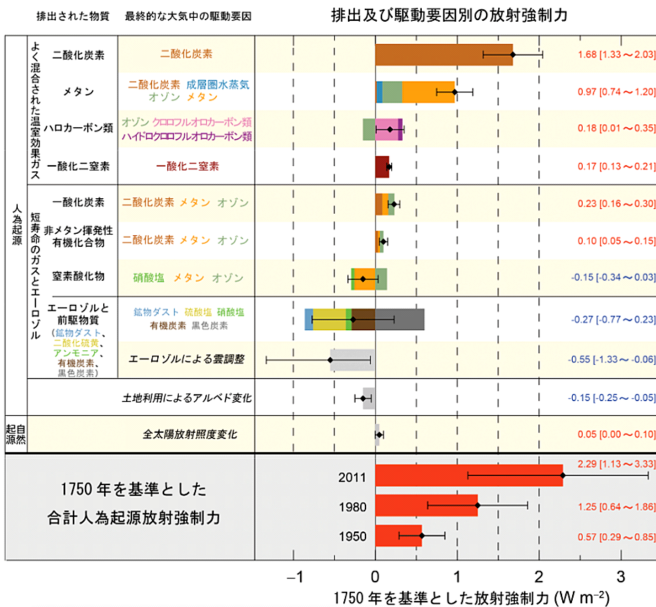 排出された物質
最終的な大気中の駆動要因
排出及び駆動要因別の放射強制力
人為起源
よく混合された温室効果ガス
二酸化炭素
二酸化炭素
1.68 [1.33～2.03]
メタン
二酸化炭素 成層圏水蒸気
オゾン メタン
0.97 [0.74～1.20]
ハロカーボン類
オゾン クロロフルオロカーボン類
ハイドロクロロフルオロカーボン類
0.18 [0.01～0.35]
一酸化二窒素
一酸化二窒素
0.17 [0.13～0.21]
短寿命のガスとエーロゾル
一酸化炭素
二酸化炭素 メタン オゾン
0.23 [0.16～0.30]
非メタン揮発性
有機化合物
二酸化炭素 メタン オゾン
0.10 [0.05～0.15]
窒素酸化物
硝酸塩 メタン オゾン
-0.15 [-0.34～0.03]
エーロゾルと
前駆物質
(鉱物ダスト、
二酸化硫黄、
アンモニア、
有機炭素、
黒色炭素)
鉱物ダスト 硫酸塩 硝酸塩
有機炭素 黒色炭素
-0.27 [-0.77～0.23]
エーロゾルによる雲調整
-0.55 [-1.33～-0.06]
土地利用によるアルベド変化
-0.15 [-0.25～-0.05]
自然起源
全太陽放射照度変化
0.05 [0.00～0.10]
1750 年を基準とした
合計人為起源放射強制力
2011
2.29 [1.13～3.33]
1980
1.25 [0.64～1.86]
1950
0.57 [0.29～0.85]
−1 0 1 2 3
1750 年を基準とした放射強制力 (W m−2)